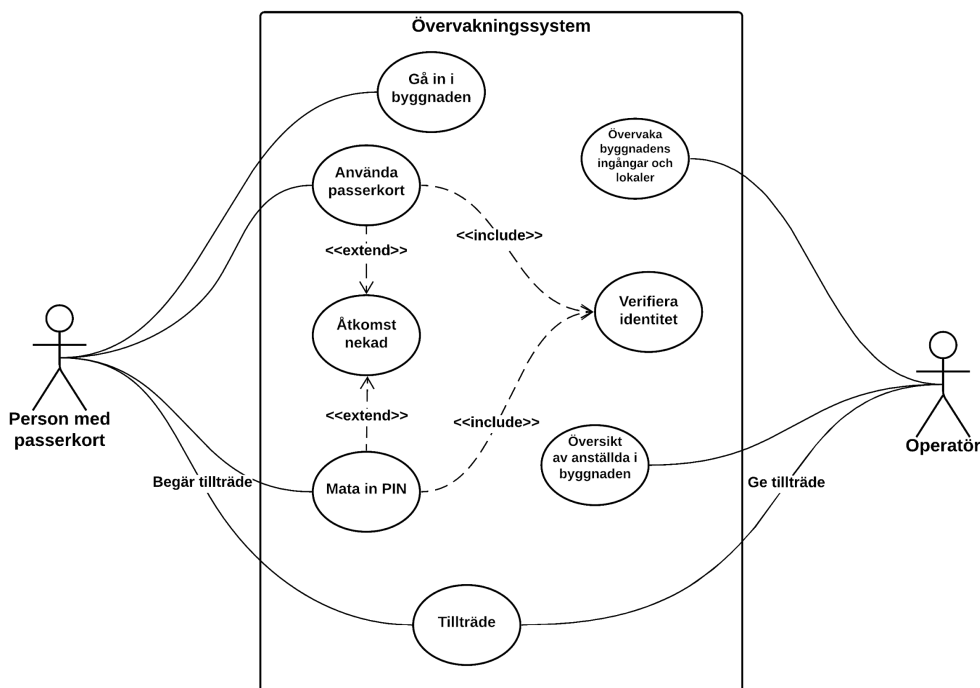 Övervakningssystem
Gå in i
byggnaden
Övervaka
byggnadens
ingångar och
lokaler
Använda
passerkort
<<include>>
<<extend>>
Verifiera
identitet
Åtkomst
nekad
<<extend>>
<<include>>
Person med
passerkort
Operatör
Översikt
av anställda i
byggnaden
Begär tillträde
Mata in PIN
Ge tillträde
Tillträde